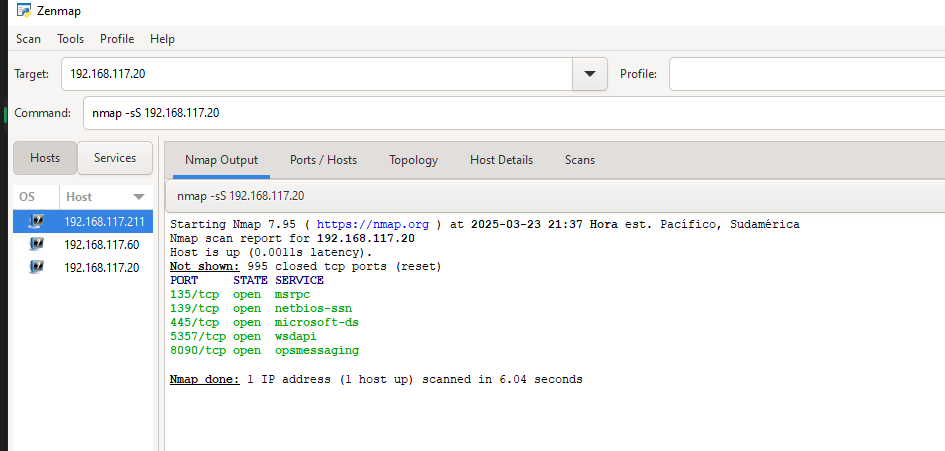 Zenmap
Scan Tools Profile Help
Target: 192.168.117.20 Profile:
Command: nmap -sS 192.168.117.20
Hosts Services
Nmap Output Ports / Hosts Topology Host Details Scans
OS Host
nmap -sS 192.168.117.20
192.168.117.211
192.168.117.60
192.168.117.20
Starting Nmap 7.95 ( https://nmap.org ) at 2025-03-23 21:37 Hora est. Pacífico, Sudamérica
Nmap scan report for 192.168.117.20
Host is up (0.0011s latency).
Not shown: 995 closed tcp ports (reset)
PORT STATE SERVICE
135/tcp open msrpc
139/tcp open netbios-ssn
445/tcp open microsoft-ds
5357/tcp open wsdapi
8090/tcp open opsmessaging
Nmap done: 1 IP address (1 host up) scanned in 6.04 seconds